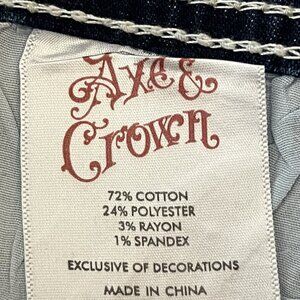 Axe &
Crown
72% COTTON
24% POLYESTER
3% RAYON
1% SPANDEX
EXCLUSIVE OF DECORATIONS
MADE IN CHINA